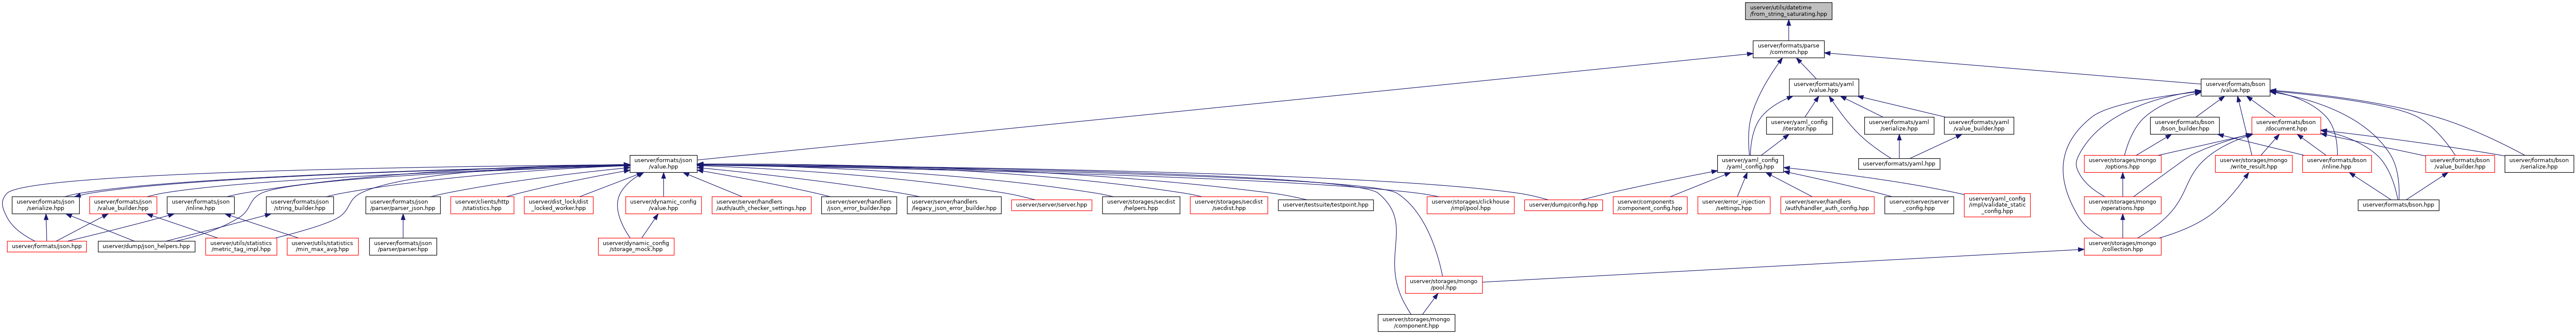 userver/utils/datetime
/from_string_saturating.hpp
userver/formats/parse
/common.hpp
userver/formats/yaml
/value.hpp
userver/formats/bson
/value.hpp
userver/yaml_config
/iterator.hpp
userver/formats/yaml
/serialize.hpp
userver/formats/yaml
/value_builder.hpp
userver/formats/bson
/bson_builder.hpp
userver/formats/bson
/document.hpp
userver/formats/json
/value.hpp
userver/yaml_config
/yaml_config.hpp
userver/formats/yaml.hpp
userver/storages/mongo
/options.hpp
userver/storages/mongo
/write_result.hpp
userver/formats/bson
/inline.hpp
userver/formats/bson
/value_builder.hpp
userver/formats/bson
/serialize.hpp
userver/formats/json
/serialize.hpp
userver/formats/json
/value_builder.hpp
userver/formats/json
/inline.hpp
userver/formats/json
/string_builder.hpp
userver/formats/json
/parser/parser_json.hpp
userver/clients/http
/statistics.hpp
userver/dist_lock/dist
_locked_worker.hpp
userver/dynamic_config
/value.hpp
userver/server/handlers
/auth/auth_checker_settings.hpp
userver/server/handlers
/json_error_builder.hpp
userver/server/handlers
/legacy_json_error_builder.hpp
userver/server/server.hpp
userver/storages/secdist
/helpers.hpp
userver/storages/secdist
/secdist.hpp
userver/testsuite/testpoint.hpp
userver/storages/clickhouse
/impl/pool.hpp
userver/dump/config.hpp
userver/components
/component_config.hpp
userver/error_injection
/settings.hpp
userver/server/handlers
/auth/handler_auth_config.hpp
userver/server/server
_config.hpp
userver/yaml_config
/impl/validate_static
_config.hpp
userver/storages/mongo
/operations.hpp
userver/formats/bson.hpp
userver/formats/json.hpp
userver/dump/json_helpers.hpp
userver/utils/statistics
/metric_tag_impl.hpp
userver/utils/statistics
/min_max_avg.hpp
userver/formats/json
/parser/parser.hpp
userver/dynamic_config
/storage_mock.hpp
userver/storages/mongo
/collection.hpp
userver/storages/mongo
/pool.hpp
userver/storages/mongo
/component.hpp